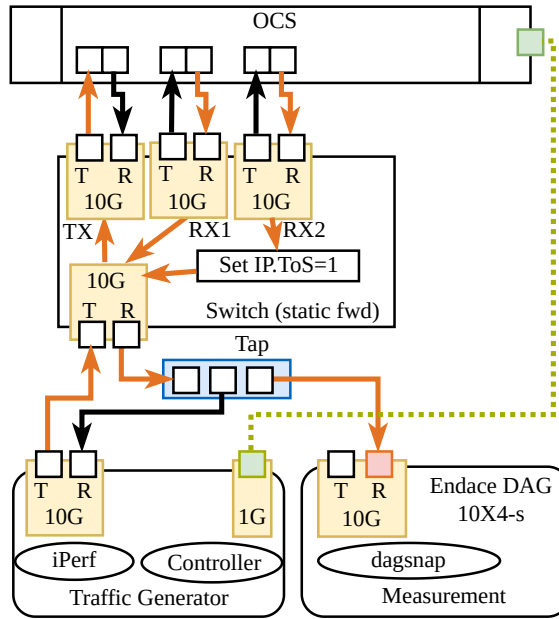 OCS
T R
10G
T R
10G
T R
10G
TX
RX1
RX2
10G
Set IP.ToS=1
T R
Switch (static fwd)
Tap
T R
10G
1G
T R
10G
Endace DAG
10X4-s
iPerf
Controller
dagsnap
Traffic Generator
Measurement